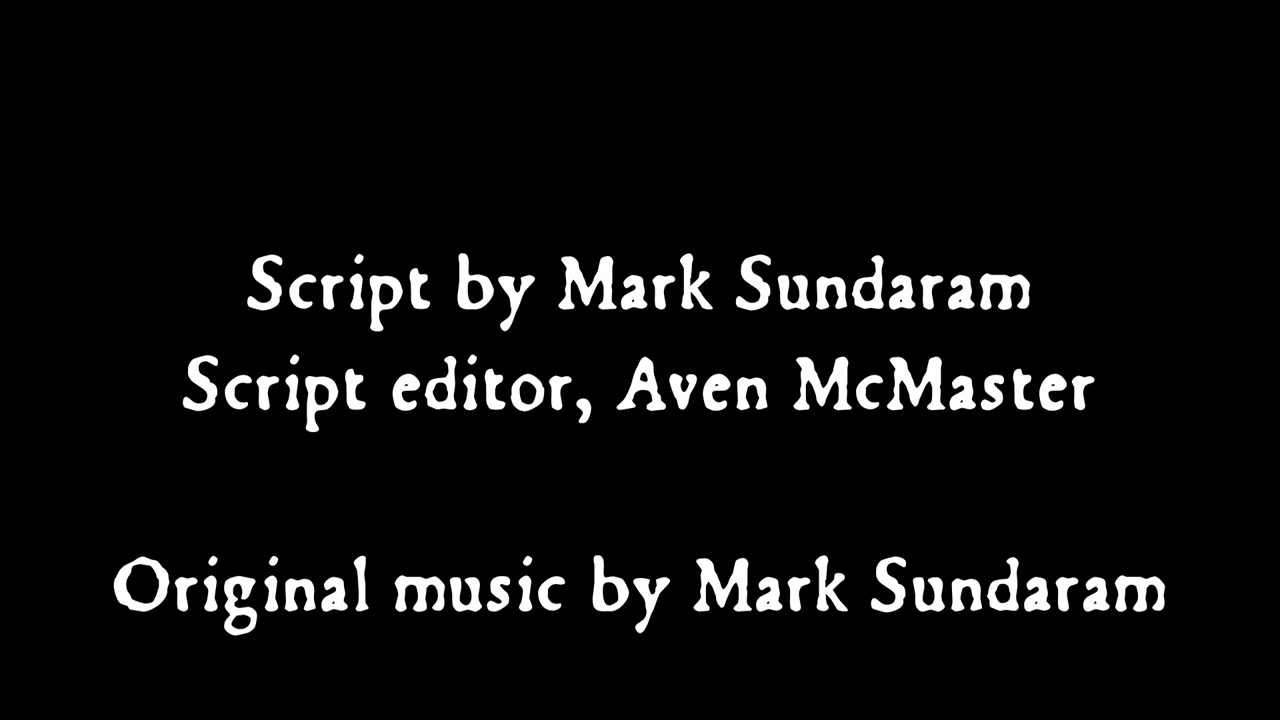 Script by Mark Sundaram
Script editor, Aven McMaster
Original music by Mark Sundaram